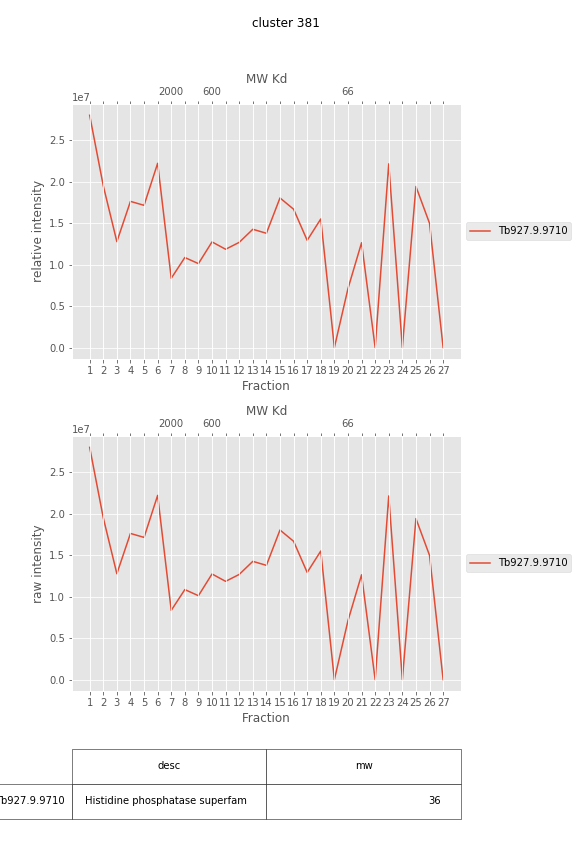 cluster 381
MW Kd
1e7 2000 600 66
2.5
2.0
1.5
1.0
0.5
0.0
relative intensity
Tb927.9.9710
1 2 3 4 5 6 7 8 9 10 11 12 13 14 15 16 17 18 19 20 21 22 23 24 25 26 27
Fraction
MW Kd
1e7 2000 600 66
2.5
2.0
1.5
1.0
0.5
0.0
raw intensity
Tb927.9.9710
1 2 3 4 5 6 7 8 9 10 11 12 13 14 15 16 17 18 19 20 21 22 23 24 25 26 27
Fraction
desc mw
Tb927.9.9710 Histidine phosphatase superfam 36